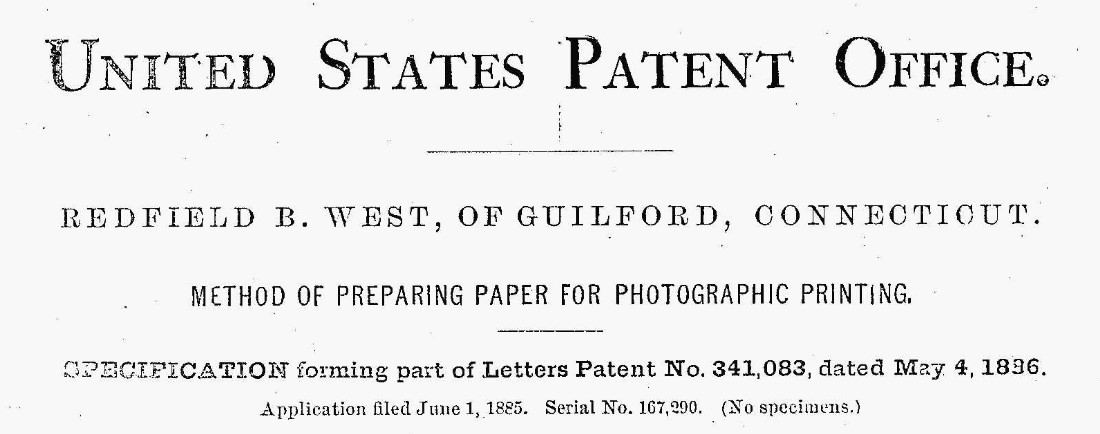 UNITED STATES PATENT OFFICE.
REDFIELD B. WEST, OF GUILFORD, CONNECTICUT.
METHOD OF PREPARING PAPER FOR PHOTOGRAPHIC PRINTING.
SPECIFICATION forming part of Letters Patent No. 341,083, dated May 4, 1886.
Application filed June 1, 1885. Serial No. 167,290. (No specimens.)